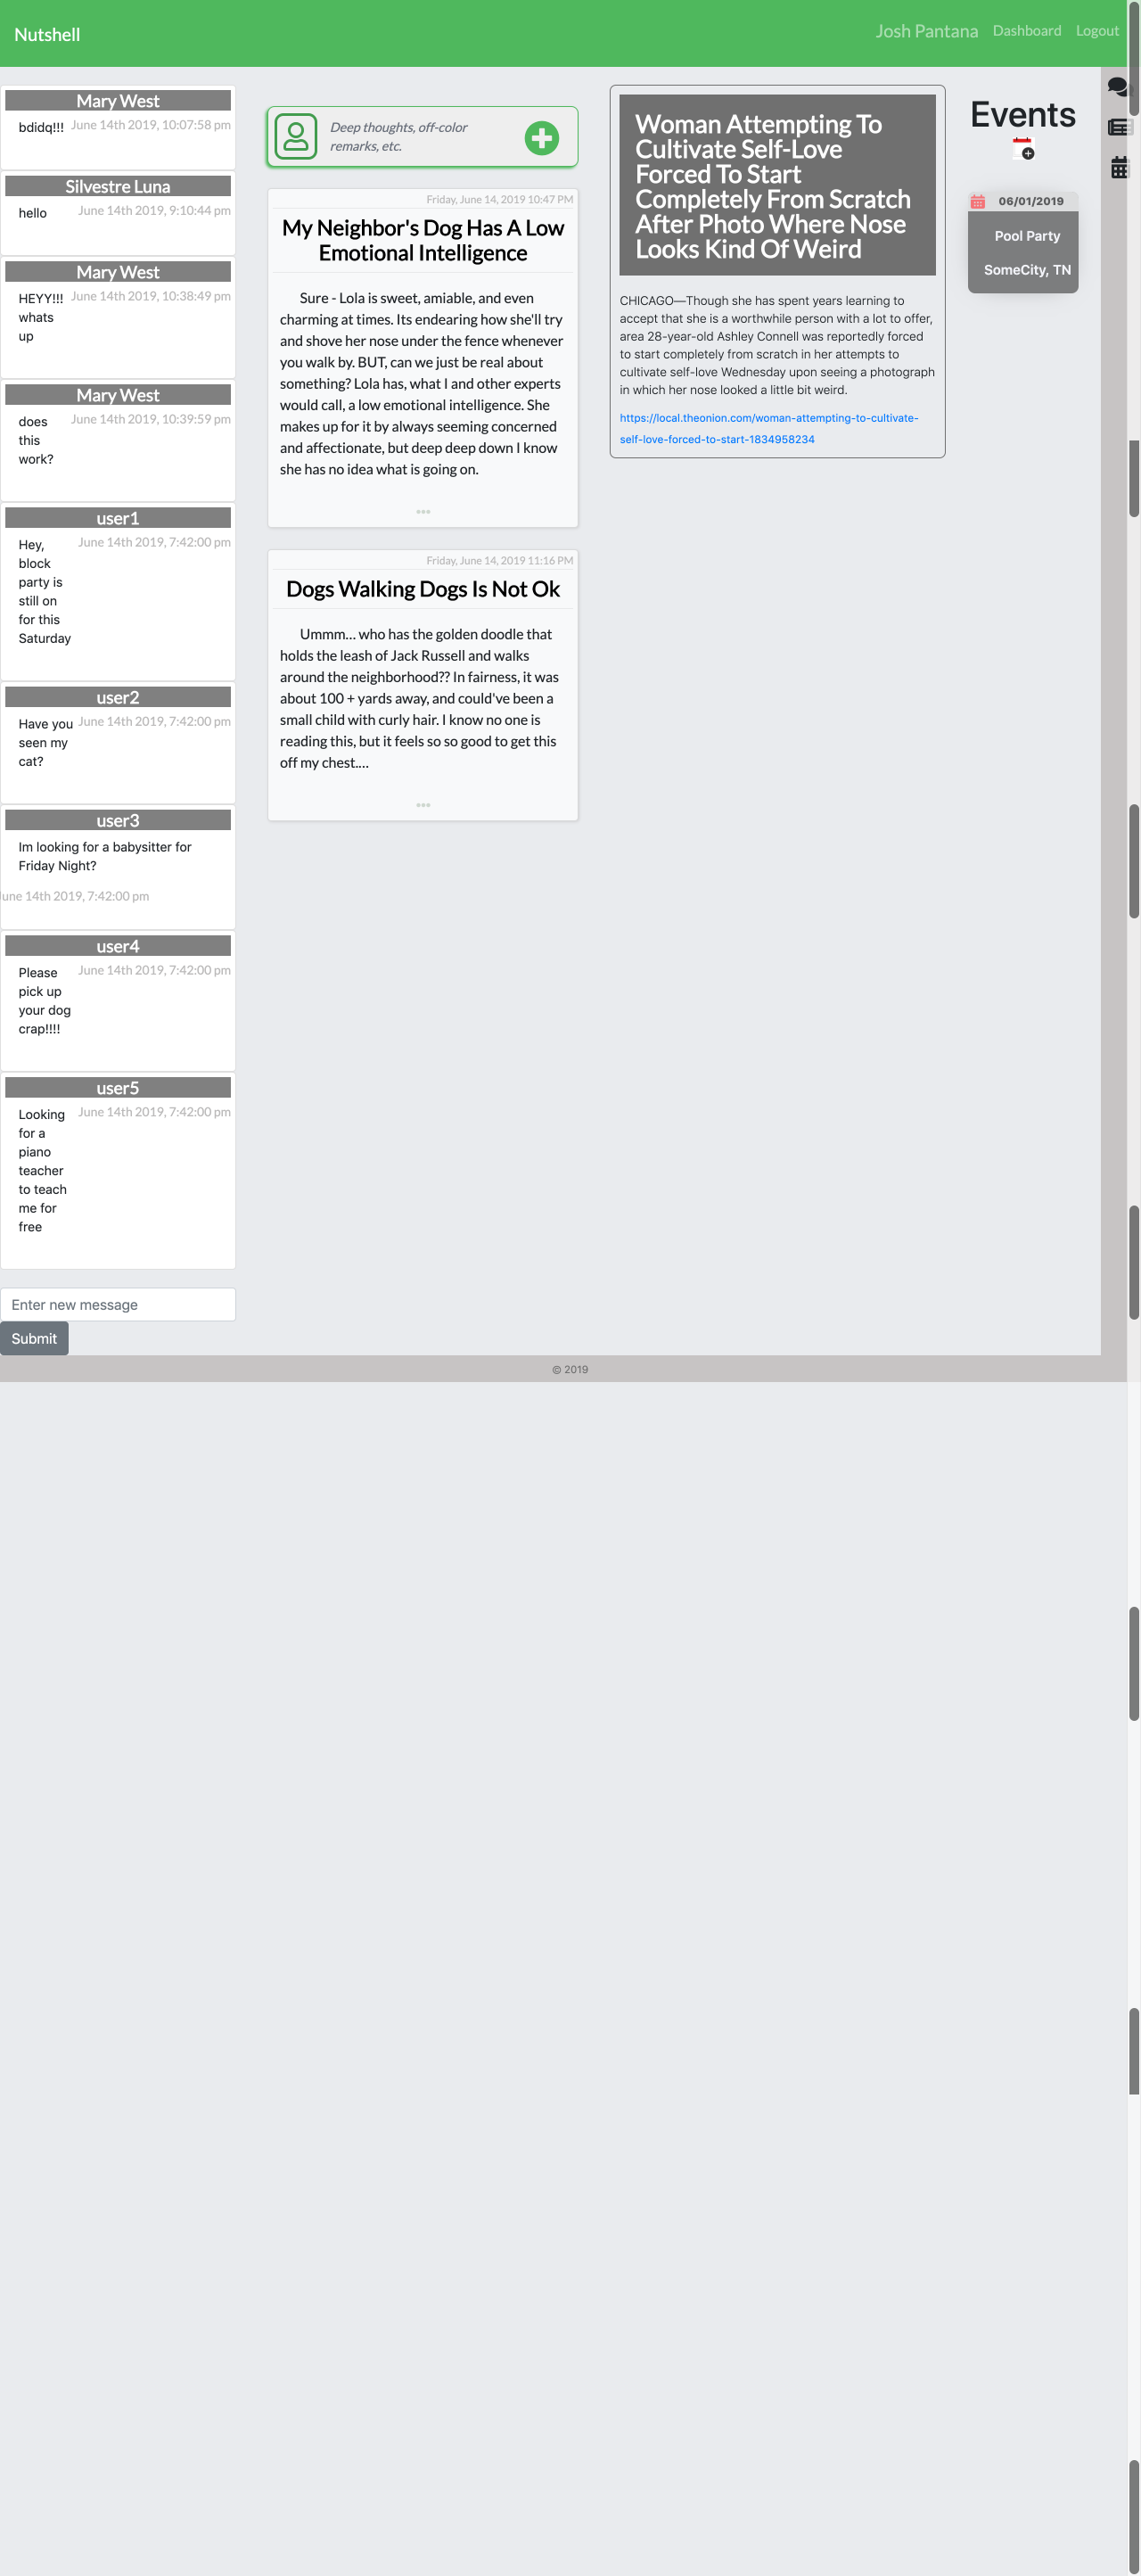 Nutshell
Josh Pantana
Dashboard
Logout
Mary West
bdidq!!!
June 14th 2019, 10:07:58 pm
Silvestre Luna
hello
June 14th 2019, 9:10:44 pm
Mary West
HEYY!!!
whats
up
June 14th 2019, 10:38:49 pm
Mary West
does
this
work?
June 14th 2019, 10:39:59 pm
user1
Hey,
block
party is
still on
for this
Saturday
June 14th 2019, 7:42:00 pm
user2
Have you
seen my
cat?
June 14th 2019, 7:42:00 pm
user3
Im looking for a babysitter for
Friday Night?
June 14th 2019, 7:42:00 pm
user4
Please
pick up
your dog
crap!!!!
June 14th 2019, 7:42:00 pm
user5
Looking
for a
piano
teacher
to teach
me for
free
June 14th 2019, 7:42:00 pm
Enter new message
Submit
Deep thoughts, off-color
remarks, etc.
Friday, June 14, 2019 10:47 PM
My Neighbor's Dog Has A Low
Emotional Intelligence
Sure - Lola is sweet, amiable, and even
charming at times. Its endearing how she'll try
and shove her nose under the fence whenever
you walk by. BUT, can we just be real about
something? Lola has, what I and other experts
would call, a low emotional intelligence. She
makes up for it by always seeming concerned
and affectionate, but deep deep down I know
she has no idea what is going on.
Friday, June 14, 2019 11:16 PM
Dogs Walking Dogs Is Not Ok
Ummm... who has the golden doodle that
holds the leash of Jack Russell and walks
around the neighborhood?? In fairness, it was
about 100 + yards away, and could've been a
small child with curly hair. I know no one is
reading this, but it feels so so good to get this
off my chest....
Woman Attempting To
Cultivate Self-Love
Forced To Start
Completely From Scratch
After Photo Where Nose
Looks Kind Of Weird
CHICAGO—Though she has spent years learning to
accept that she is a worthwhile person with a lot to offer,
area 28-year-old Ashley Connell was reportedly forced
to start completely from scratch in her attempts to
cultivate self-love Wednesday upon seeing a photograph
in which her nose looked a little bit weird.
https://local.theonion.com/woman-attempting-to-cultivate-
self-love-forced-to-start-1834958234
Events
06/01/2019
Pool Party
SomeCity, TN
© 2019